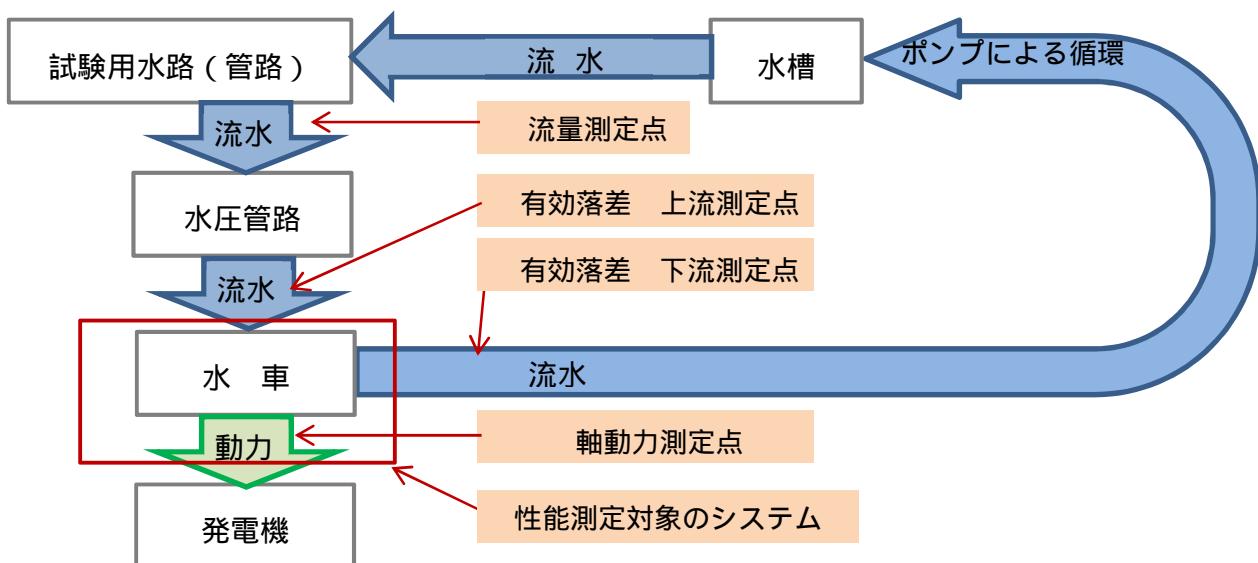 試験用水路(管路)
流 水
水槽
ポンプによる循環
流水
流量測定点
水圧管路
有効落差 上流測定点
有効落差 下流測定点
流水
水 車
流水
動力
軸動力測定点
発電機
性能測定対象のシステム